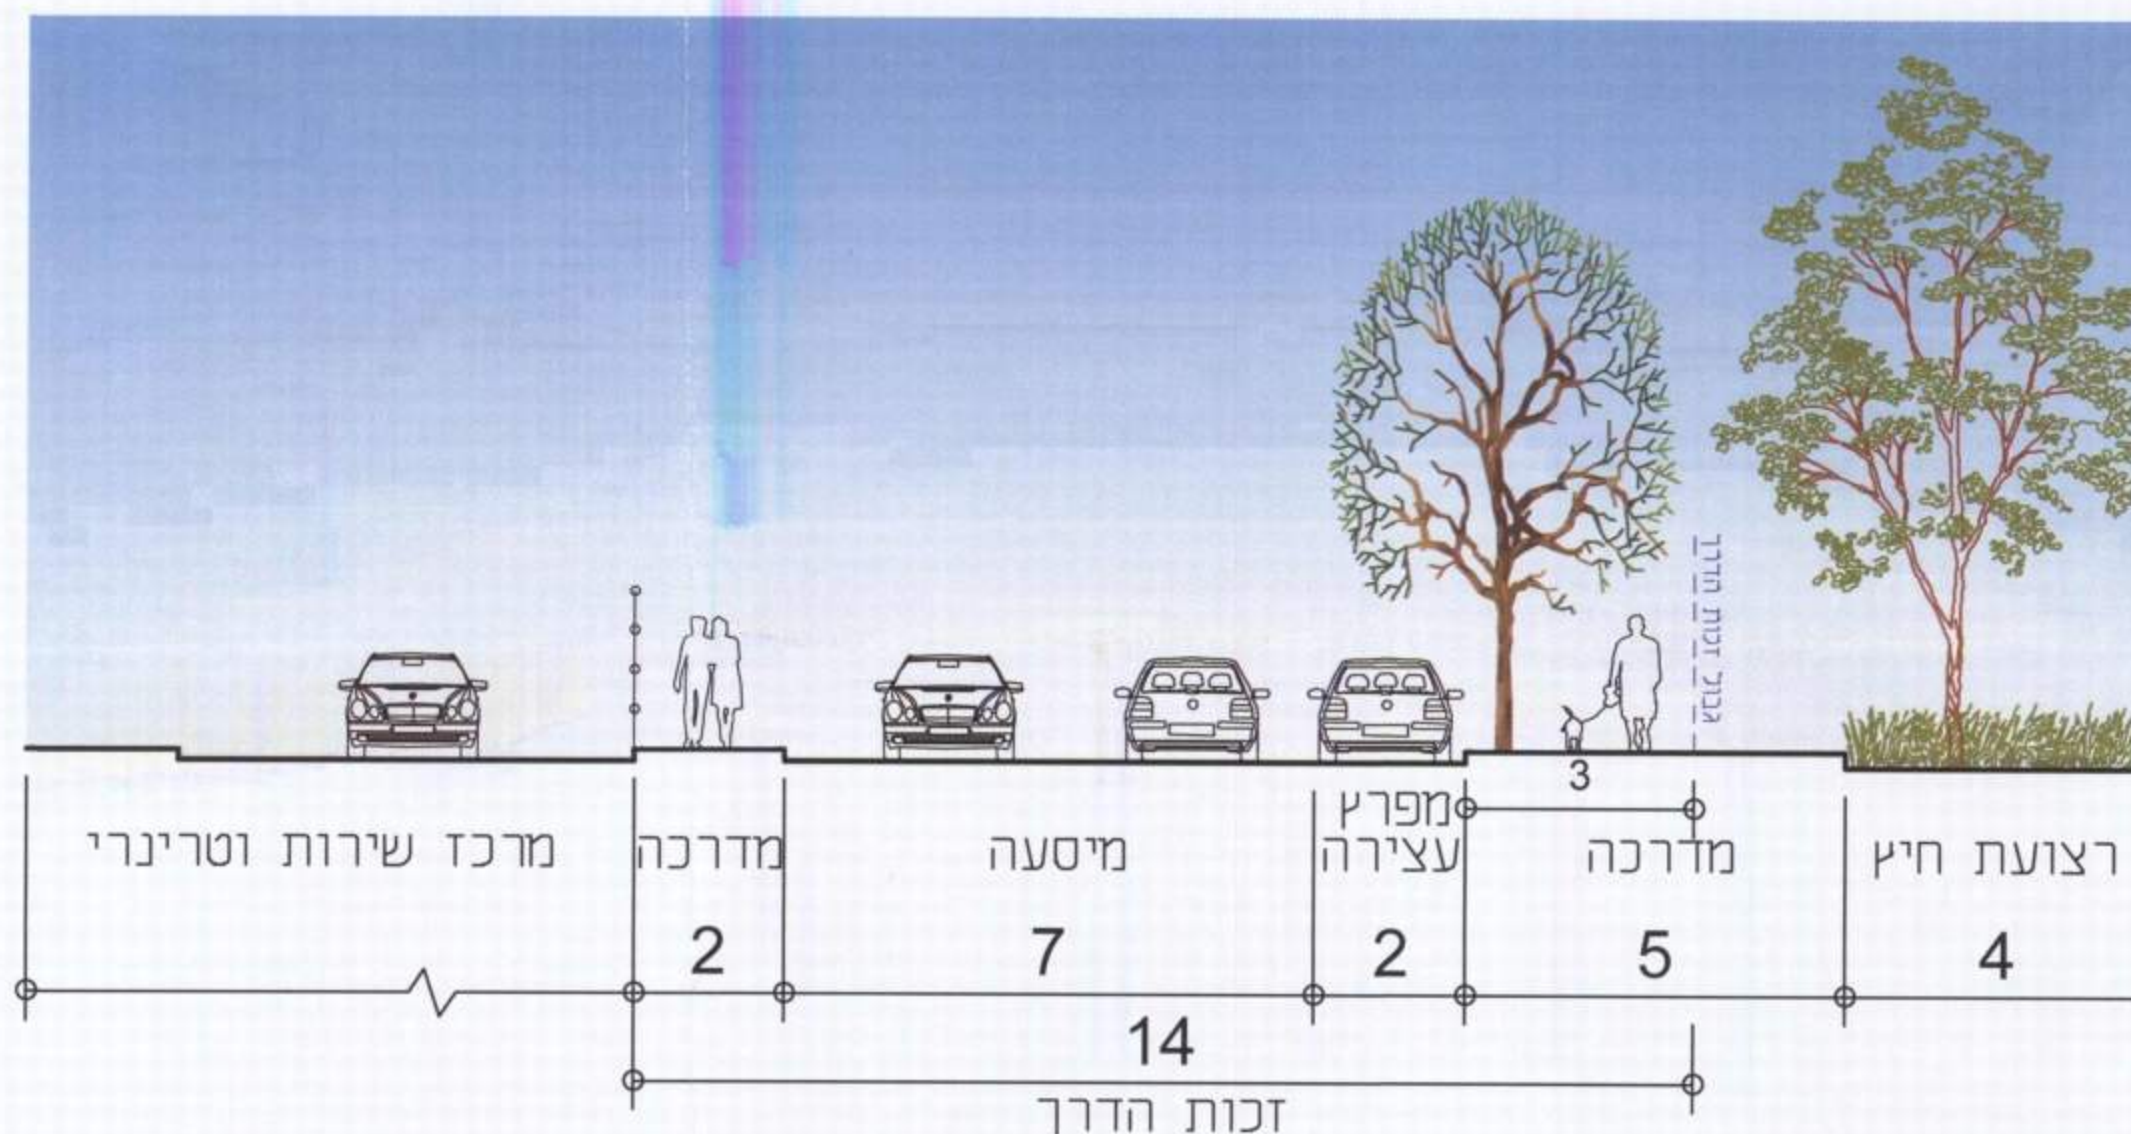 גבול זכות הדרך
3
רצועת חיץ
מדרכה
מפרץ
עצירה
מיסעה
מדרכה
מרכז שירות וטרינרי
4
5
2
7
2
14
זכות הדרך